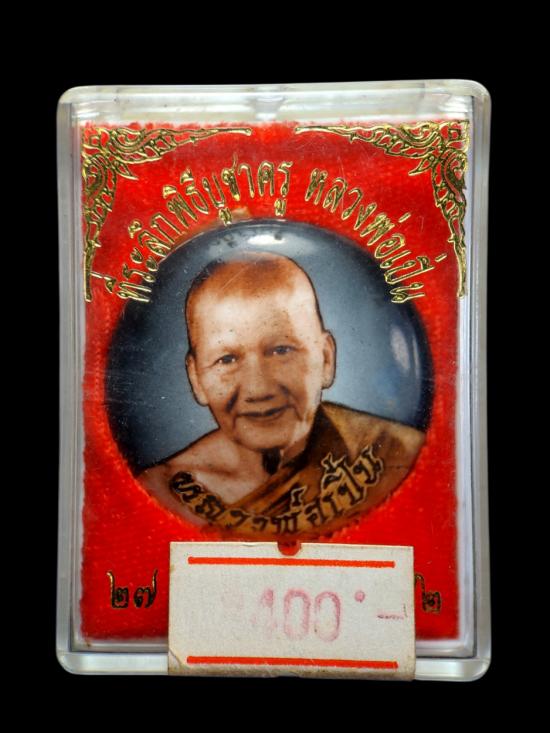 ที่ระลึกพิธีบูชาครู หลวงพ่อเปิ่น
หลวงพ่อเปิ่น
๒๗
๒
400.-